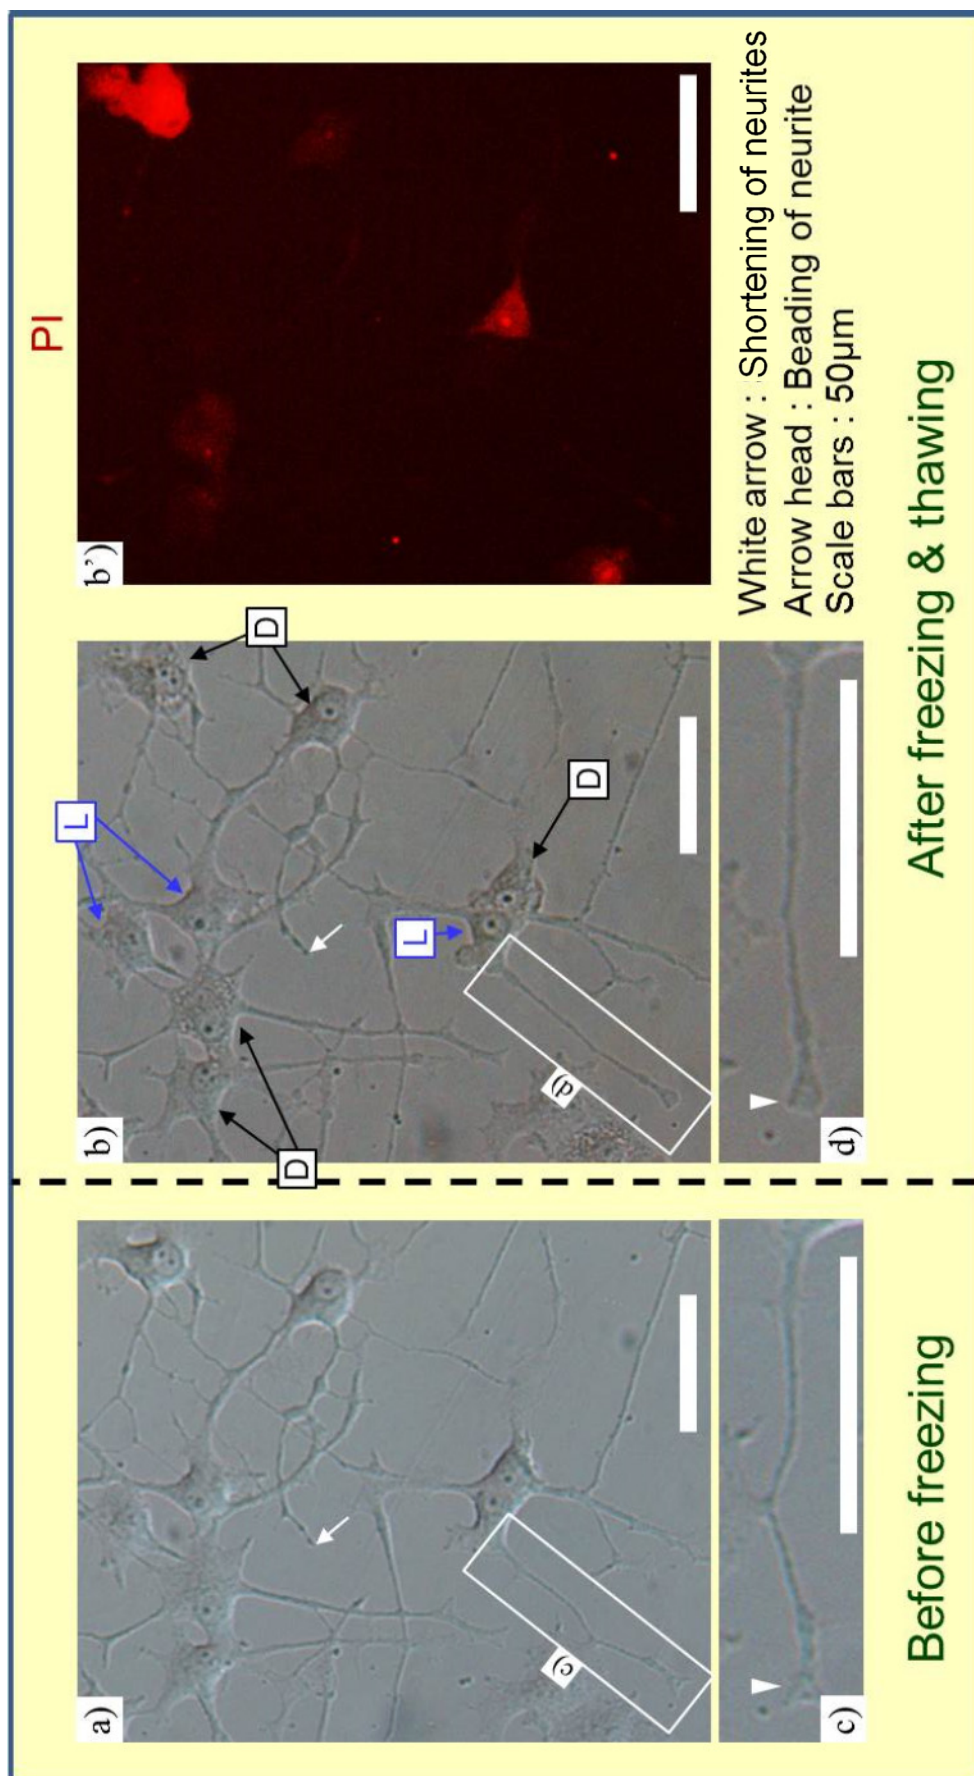 PI
a)
b)
b')
L
D
D
L
D
c)
d)
c)
d)
White arrow : Shortening of neurites
Arrow head : Beading of neurite
Scale bars : 50µm
Before freezing
After freezing & thawing